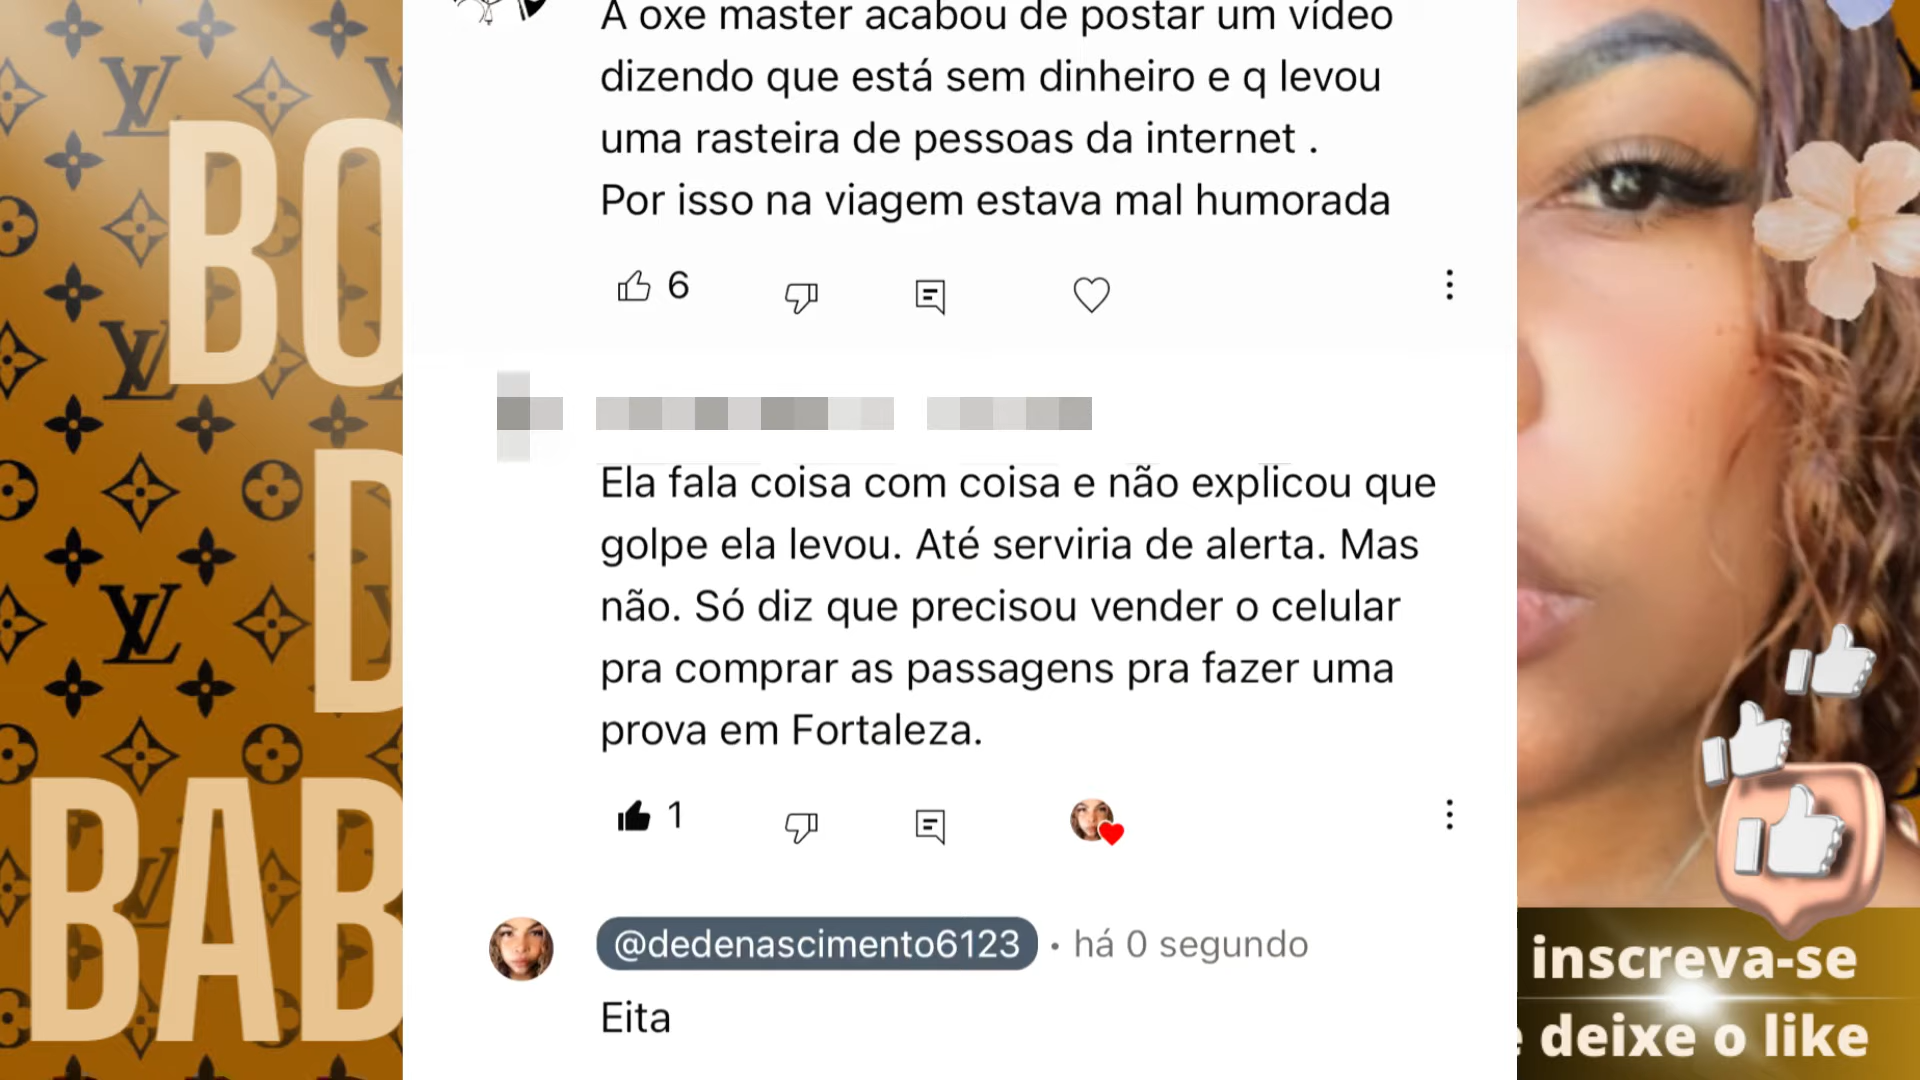 A oxe master acabou de postar um vídeo
dizendo que está sem dinheiro e q levou
uma rasteira de pessoas da internet .
Por isso na viagem estava mal humorada
6
Ela fala coisa com coisa e não explicou que
golpe ela levou. Até serviria de alerta. Mas
não. Só diz que precisou vender o celular
pra comprar as passagens pra fazer uma
prova em Fortaleza.
1
@dedenascimento6123 • há 0 segundo
Eita
BO
D
BAB
inscreva-se
e deixe o like